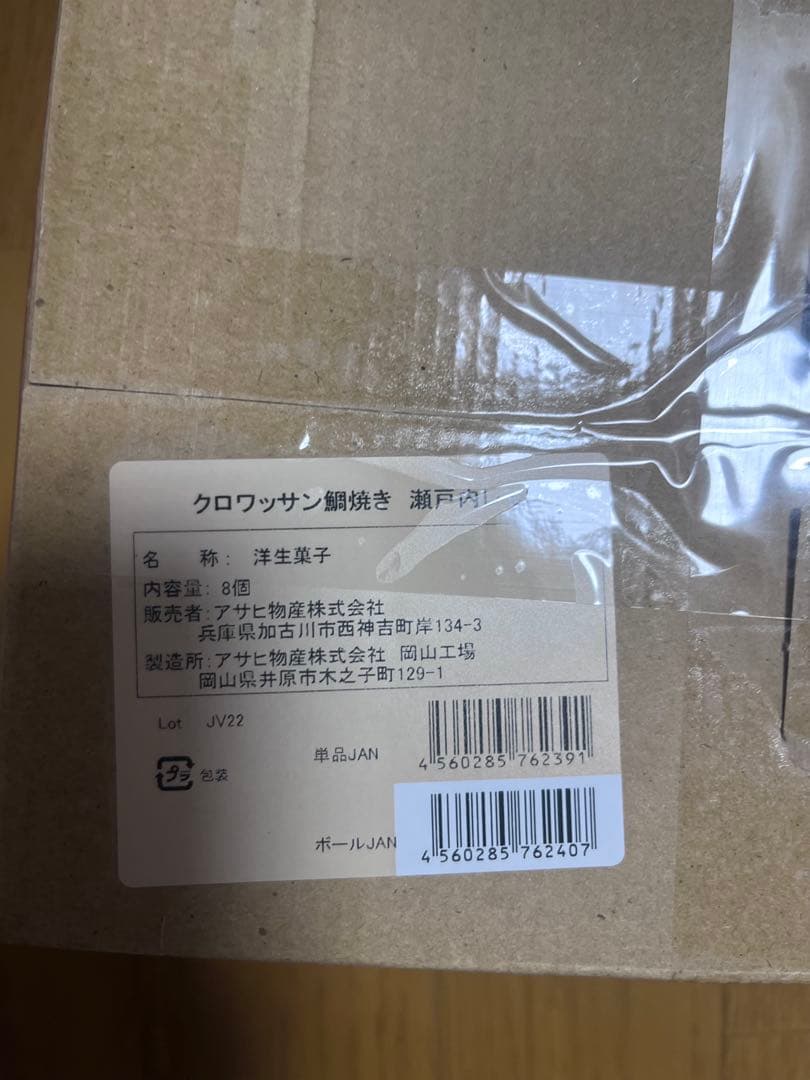 クロワッサン鯛焼き 瀬戸内
名 称: 洋生菓子
内容量: 8個
販売者:アサヒ物産株式会社
兵庫県加古川市西神吉町岸134-3
製造所:アサヒ物産株式会社 岡山工場
岡山県井原市木之子町129-1
Lot JV22
プラ 包装
単品JAN
4 560285 762391
ボールJAN
4 560285 762407